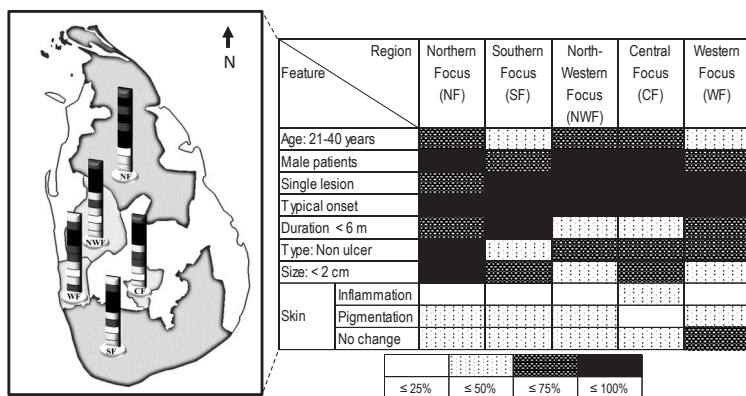 N
NF
NWF
WF
CF
SF
Region
Feature
Northern Focus (NF)
Southern Focus (SF)
North-Western Focus (NWF)
Central Focus (CF)
Western Focus (WF)
Age: 21-40 years
Male patients
Single lesion
Typical onset
Duration < 6 m
Type: Non ulcer
Size: < 2 cm
Skin
Inflammation
Pigmentation
No change
≤ 25%
≤ 50%
≤ 75%
≤ 100%